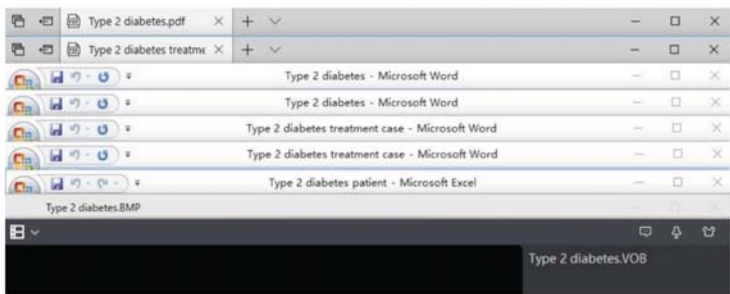 Type 2 diabetes.pdf
Type 2 diabetes treatme
Type 2 diabetes - Microsoft Word
Type 2 diabetes - Microsoft Word
Type 2 diabetes treatment case - Microsoft Word
Type 2 diabetes treatment case - Microsoft Word
Type 2 diabetes patient - Microsoft Excel
Type 2 diabetes.BMP
Type 2 diabetes.VOB